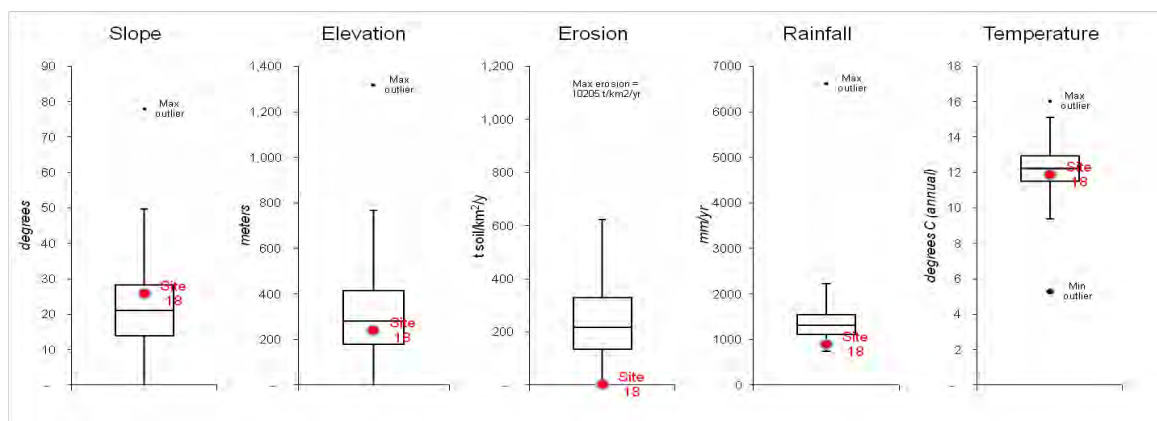 Slope
degrees
90
80
70
60
50
40
30
20
10
–
Max
outlier
Site
18
Elevation
meters
1,400
1,200
1,000
800
600
400
200
–
Max
outlier
Site
18
Erosion
t soil/km²/y
1,200
1,000
800
600
400
200
–
Max erosion =
10205 t/km2/yr
Site
18
Rainfall
mm/yr
7000
6000
5000
4000
3000
2000
1000
0
Max
outlier
Site
18
Temperature
degrees C (annual)
18
16
14
12
10
8
6
4
2
–
Max
outlier
Site
18
Min
outlier